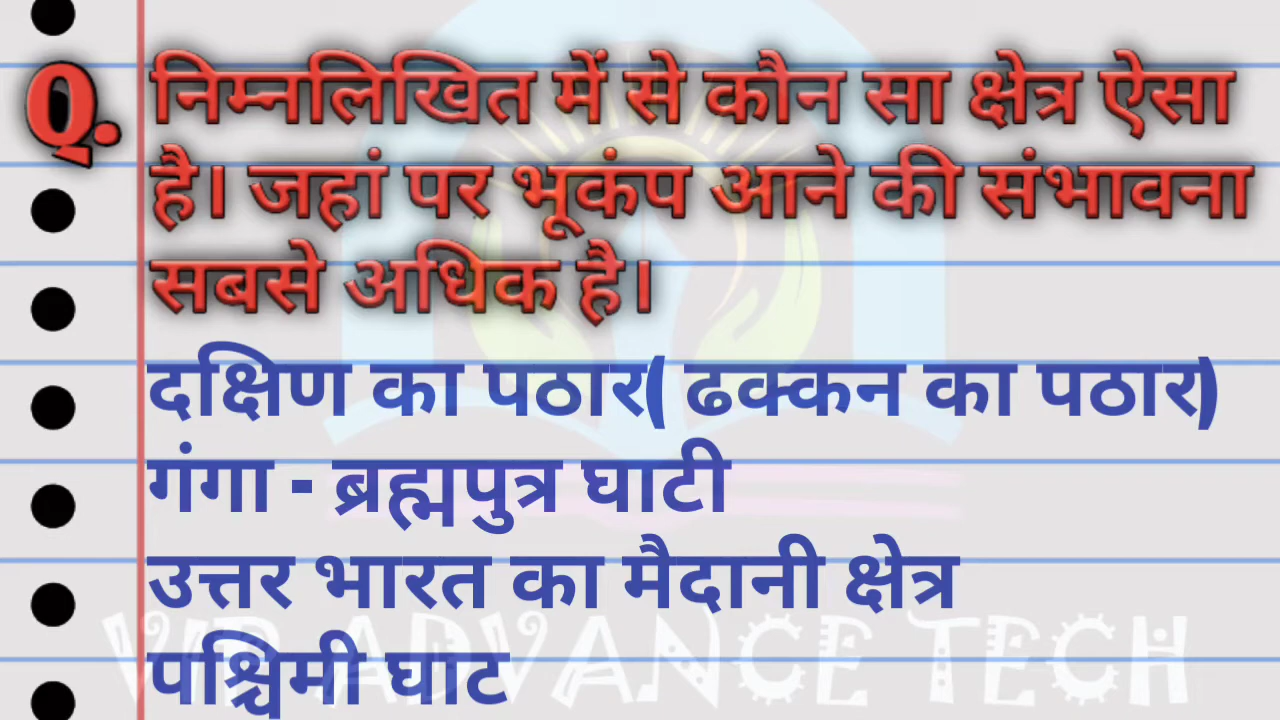 Q. निम्नलिखित में से कौन सा क्षेत्र ऐसा
है। जहां पर भूकंप आने की संभावना
सबसे अधिक है।
दक्षिण का पठार( ढक्कन का पठार)
गंगा - ब्रह्मपुत्र घाटी
उत्तर भारत का मैदानी क्षेत्र
पश्चिमी घाट
VIP ADVANCE TECH